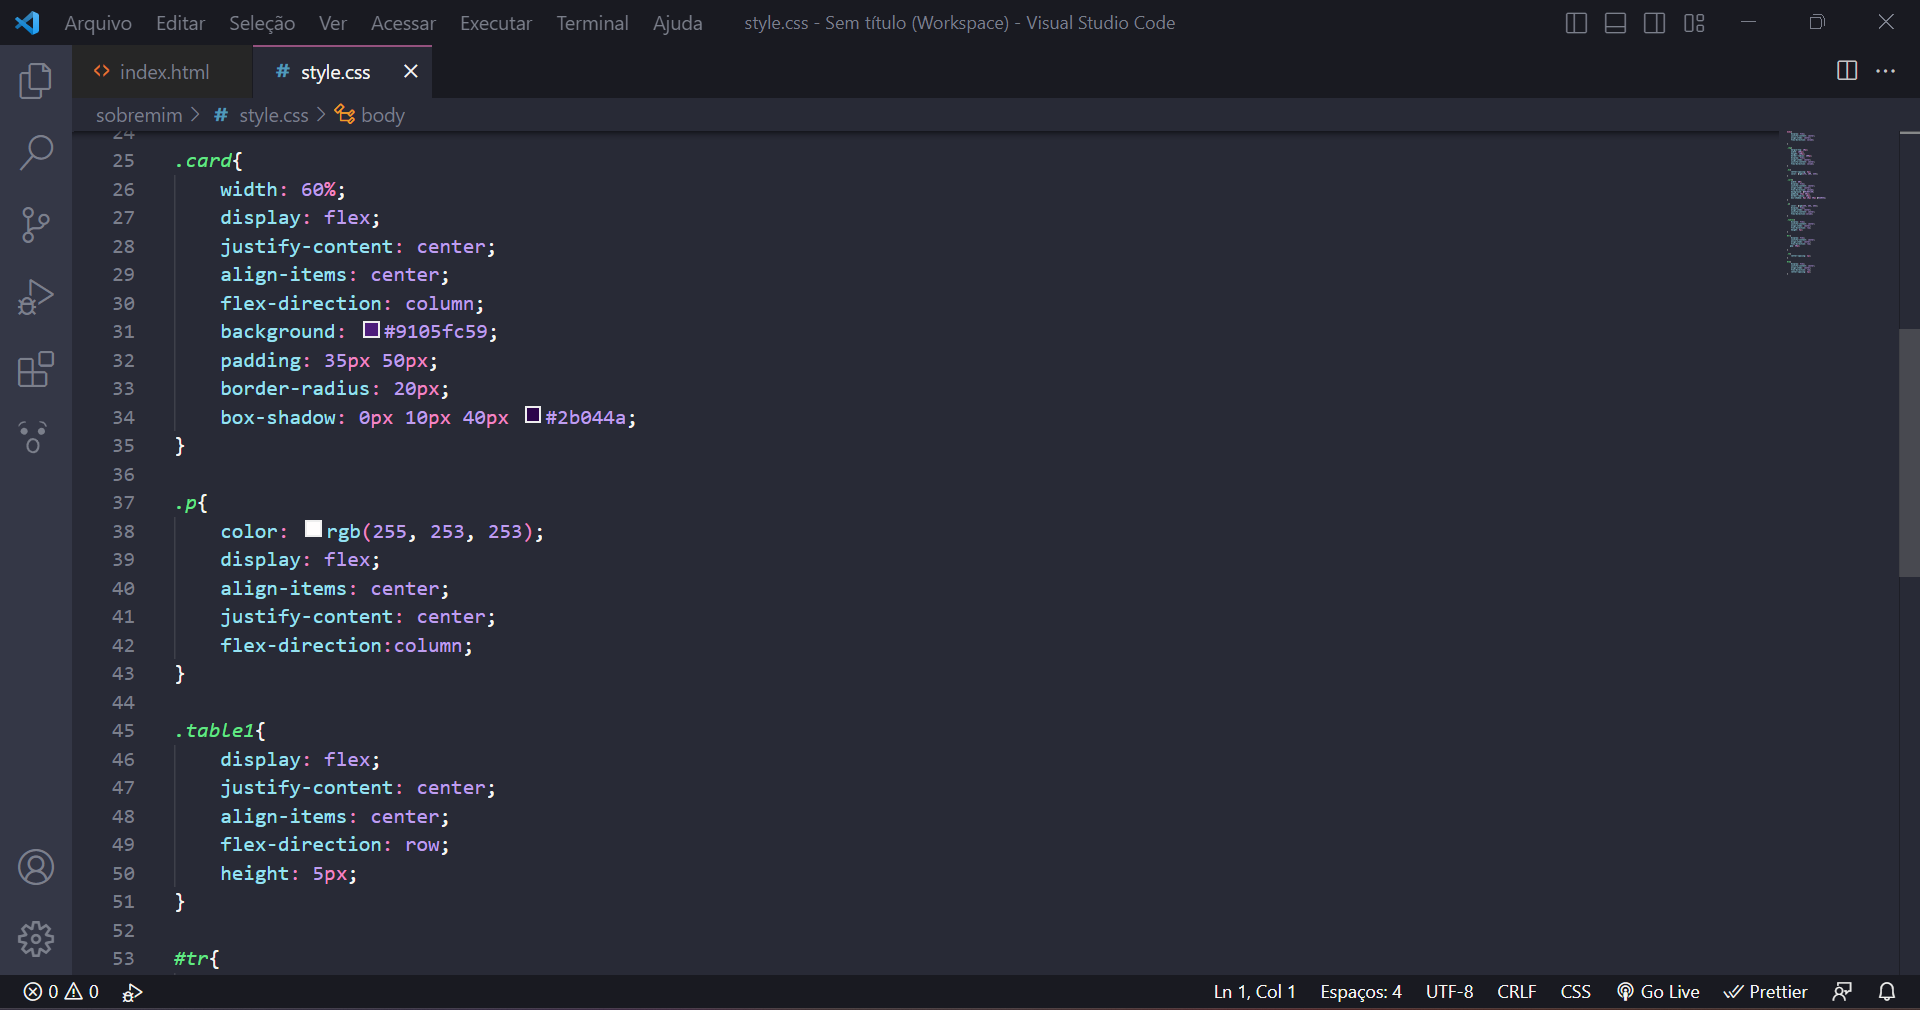 Arquivo Editar Seleção Ver Acessar Executar Terminal Ajuda style.css - Sem título (Workspace) - Visual Studio Code
index.html # style.css
sobremim > # style.css > body
24
25 .card{
26 width: 60%;
27 display: flex;
28 justify-content: center;
29 align-items: center;
30 flex-direction: column;
31 background: #9105fc59;
32 padding: 35px 50px;
33 border-radius: 20px;
34 box-shadow: 0px 10px 40px #2b044a;
35 }
36
37 .p{
38 color: rgb(255, 253, 253);
39 display: flex;
40 align-items: center;
41 justify-content: center;
42 flex-direction:column;
43 }
44
45 .table1{
46 display: flex;
47 justify-content: center;
48 align-items: center;
49 flex-direction: row;
50 height: 5px;
51 }
52
53 #tr{
0 0 Ln 1, Col 1 Espaços: 4 UTF-8 CRLF CSS Go Live Prettier